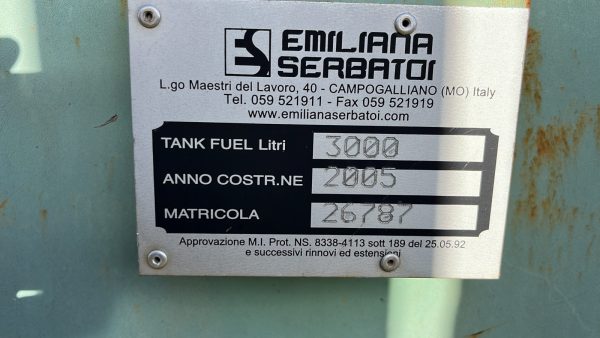 EMILIANA
SERBATOI
L.go Maestri del Lavoro, 40 - CAMPOGALLIANO (MO) Italy
Tel. 059 521911 - Fax 059 521919
www.emilianaserbatoi.com
TANK FUEL Litri 3000
ANNO COSTR.NE 2005
MATRICOLA 26787
Approvazione M.I. Prot. NS. 8338-4113 sott 189 del 25.05.92
e successivi rinnovi ed estensioni